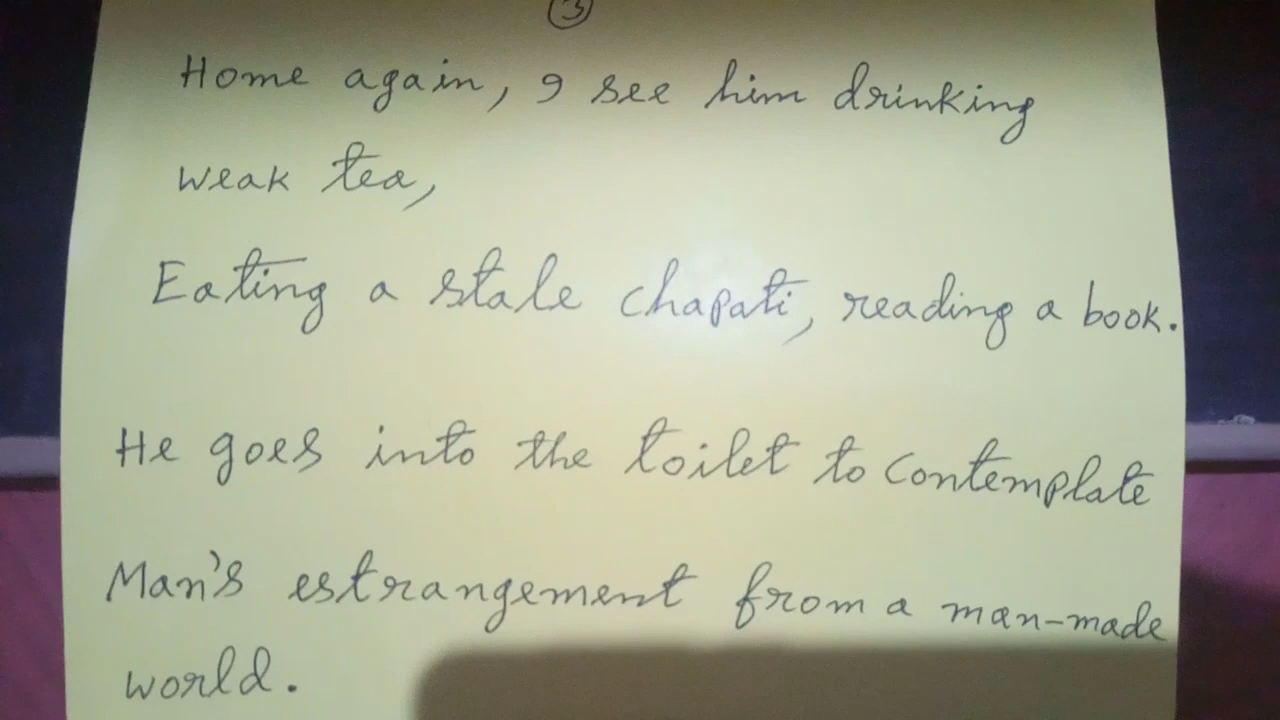 3
Home again, I see him drinking
weak tea,
Eating a stale chapati, reading a book.
He goes into the toilet to contemplate
Man's estrangement from a man-made
world.